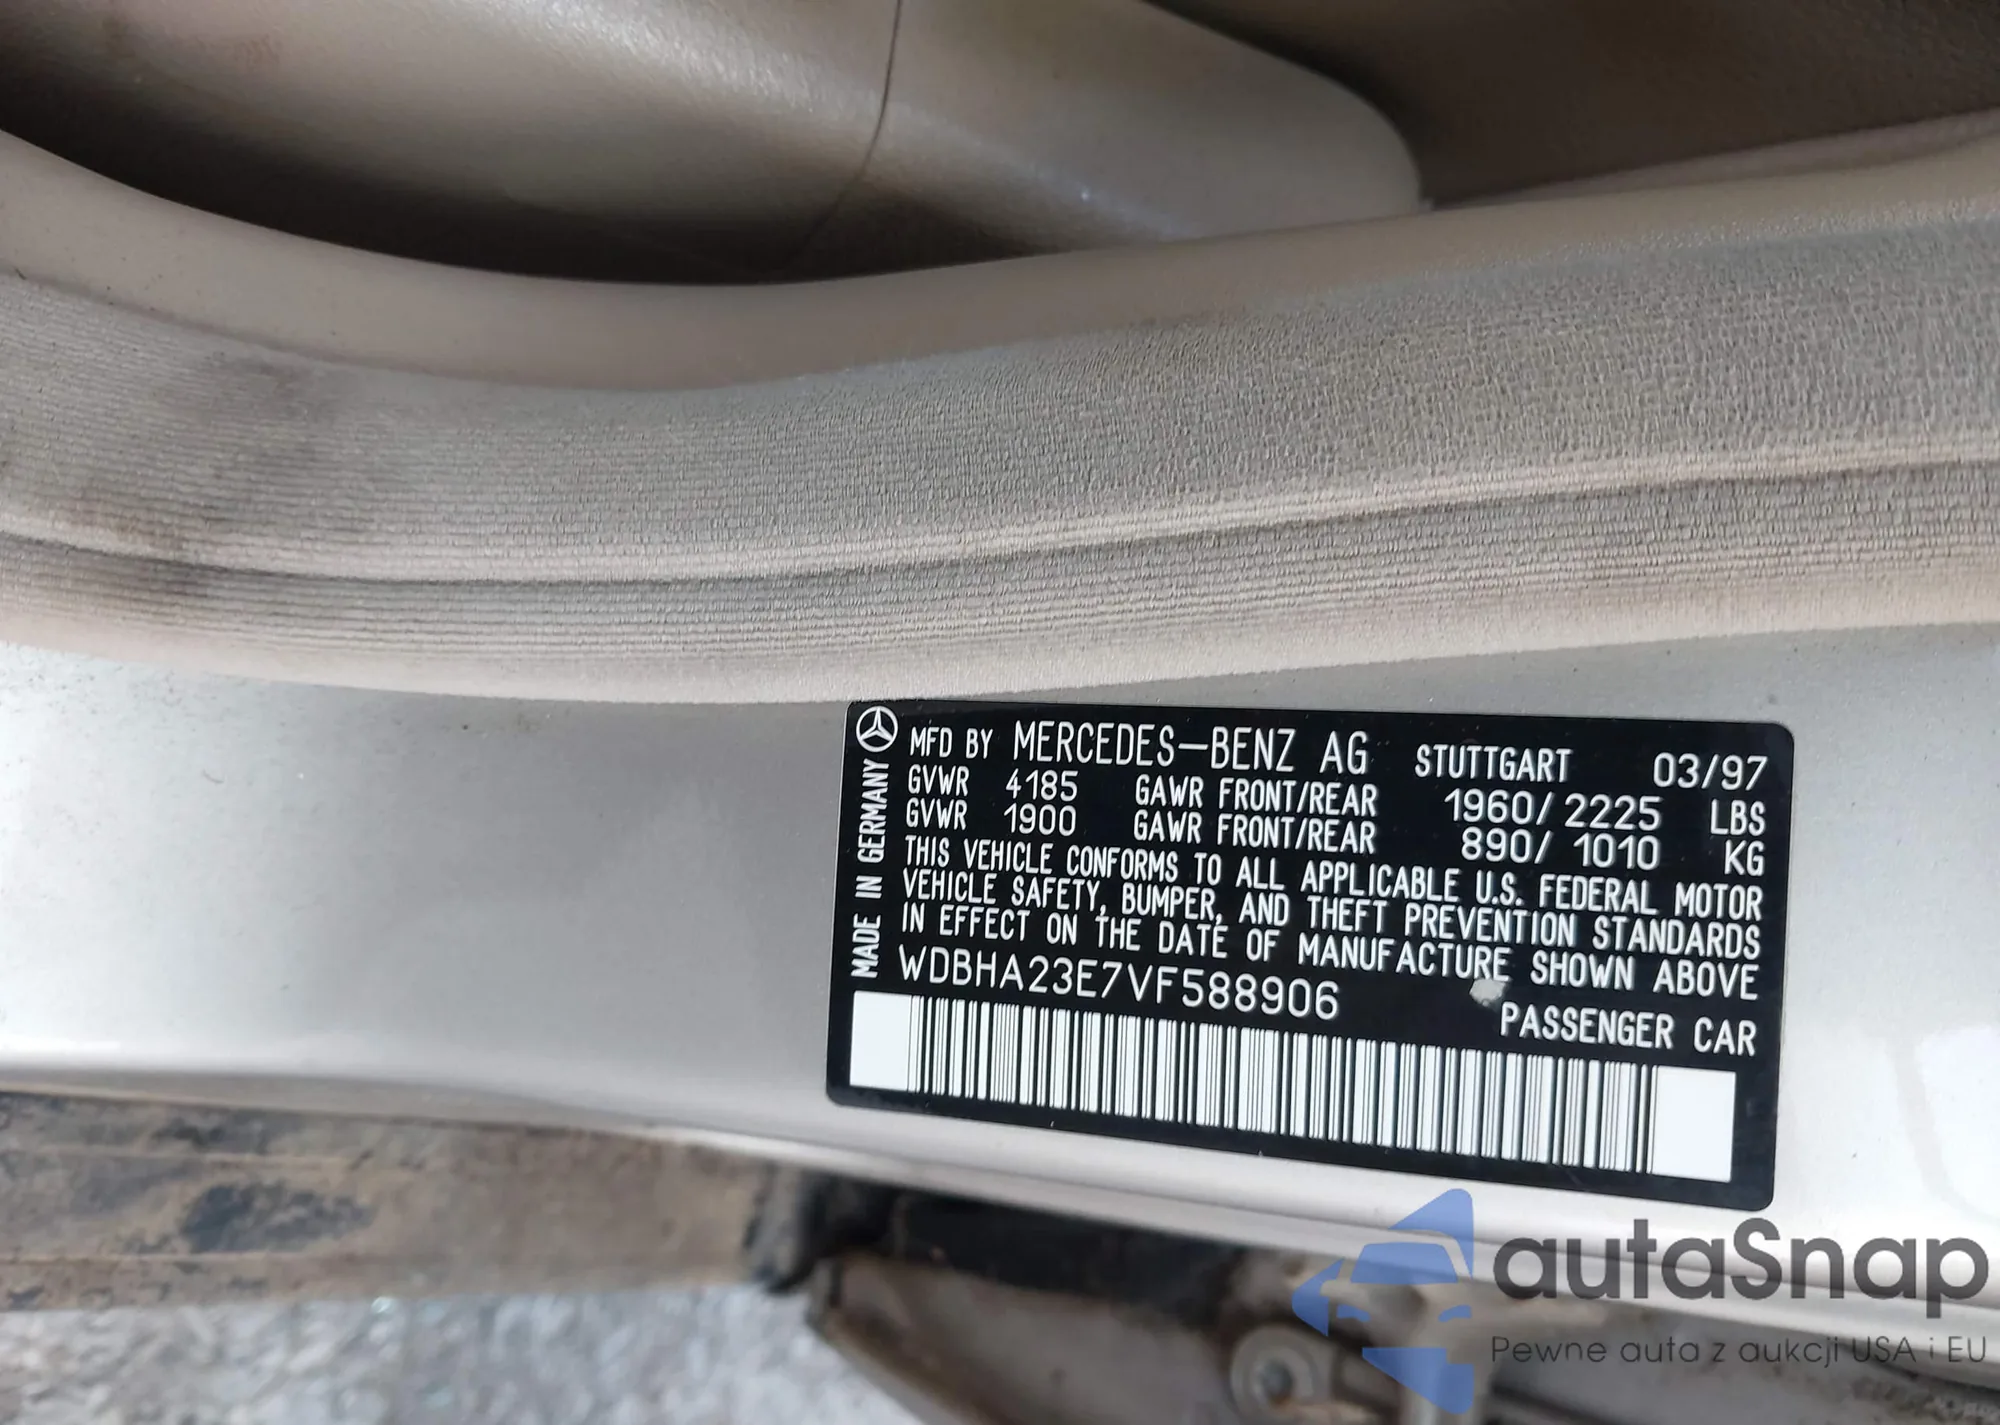 MFD BY MERCEDES-BENZ AG STUTTGART 03/97
GVWR 4185 GAWR FRONT/REAR 1960/2225 LBS
GVWR 1900 GAWR FRONT/REAR 890/1010 KG
THIS VEHICLE CONFORMS TO ALL APPLICABLE U.S. FEDERAL MOTOR
VEHICLE SAFETY, BUMPER, AND THEFT PREVENTION STANDARDS
IN EFFECT ON THE DATE OF MANUFACTURE SHOWN ABOVE
WDBHA23E7VF588906
PASSENGER CAR
MADE IN GERMANY
autaSnap
Pewne auta z aukcji USA i EU